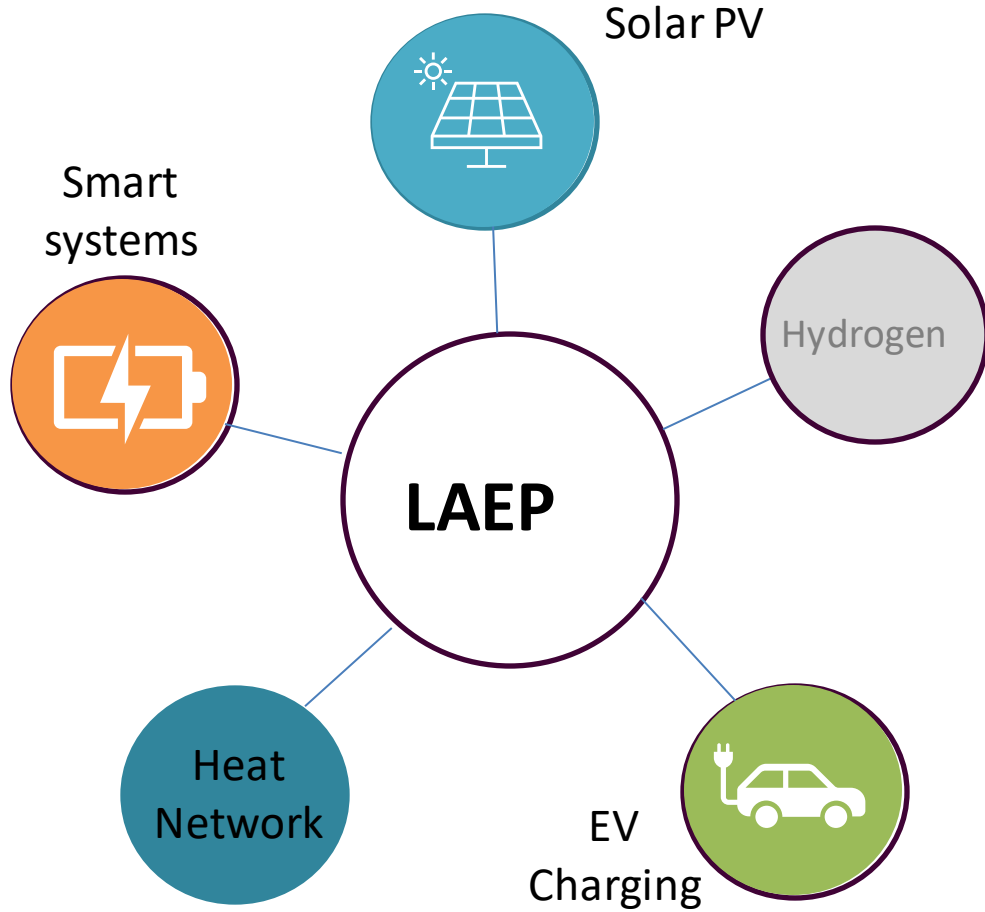 Solar PV
Smart
systems
Hydrogen
LAEP
Heat
Network
EV
Charging